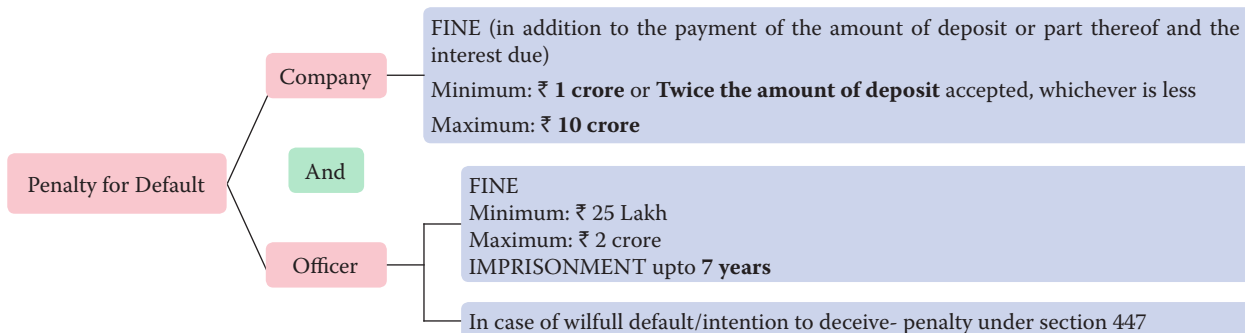 FINE (in addition to the payment of the amount of deposit or part thereof and the
interest due)
Company
Minimum: ₹ 1 crore or Twice the amount of deposit accepted, whichever is less
Maximum: ₹ 10 crore
And
Penalty for Default
FINE
Minimum: ₹ 25 Lakh
Maximum: ₹ 2 crore
Officer
IMPRISONMENT upto 7 years
In case of wilfull default/intention to deceive- penalty under section 447